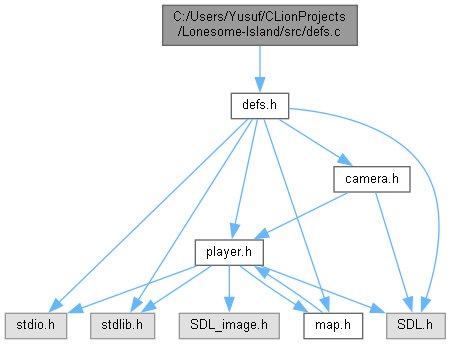 C:/Users/Yusuf/CLionProjects
/Lonesome-Island/src/defs.c
defs.h
camera.h
player.h
stdio.h
stdlib.h
SDL_image.h
map.h
SDL.h